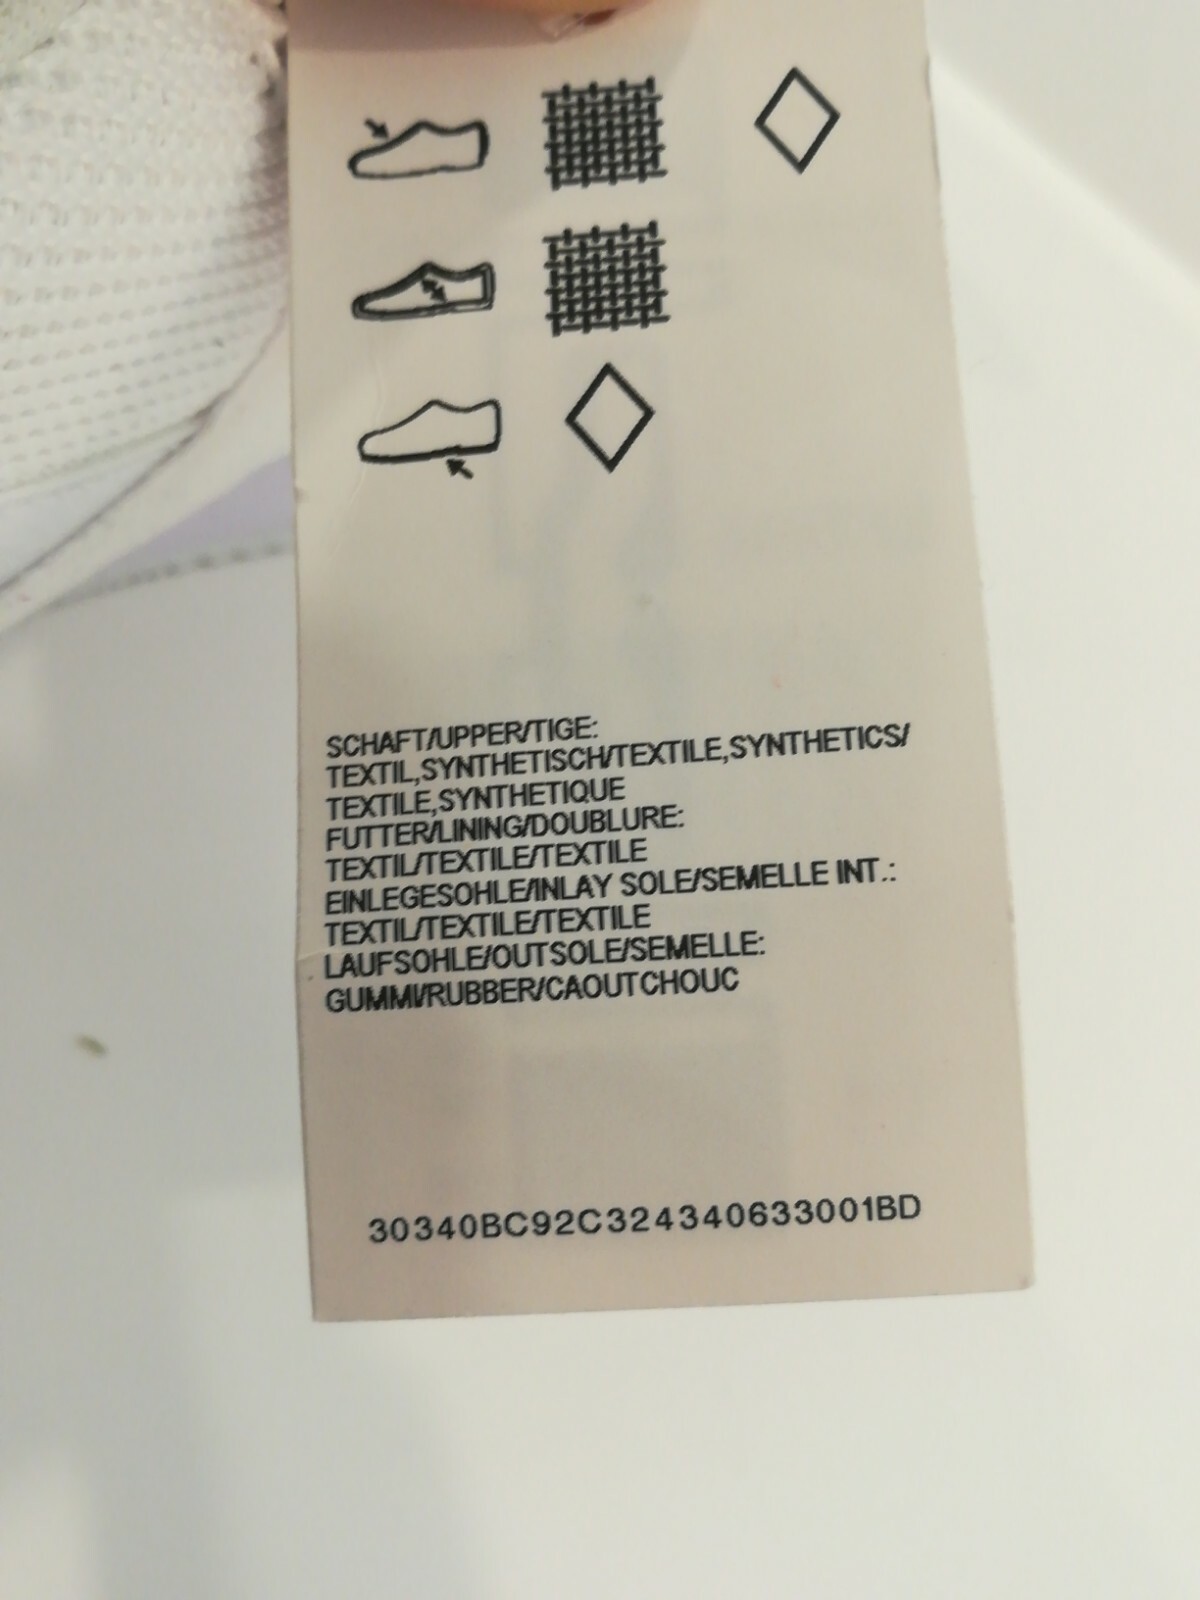 SCHAFT/UPPER/TIGE:
TEXTIL,SYNTHETISCH/TEXTILE,SYNTHETICS/
TEXTILE,SYNTHETIQUE
FUTTER/LINING/DOUBLURE:
TEXTIL/TEXTILE/TEXTILE
EINLEGESOHLE/INLAY SOLE/SEMELLE INT.:
TEXTIL/TEXTILE/TEXTILE
LAUFSOHLE/OUTSOLE/SEMELLE:
GUMMI/RUBBER/CAOUTCHOUC
30340BC92C324340633001BD